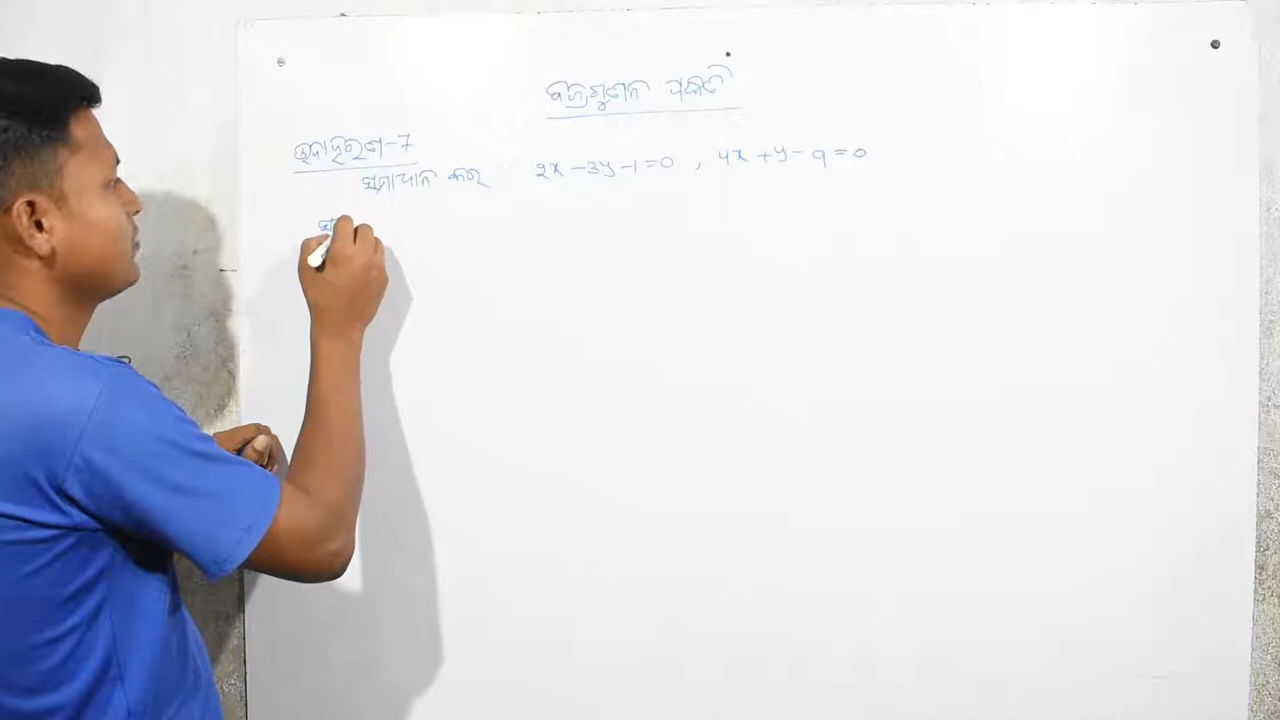 ବଜ୍ରଗୁଣନ ପଦ୍ଧତି
ଉଦାହରଣ-7
ସମାଧାନ କର 2x - 3y - 1 = 0 , 4x + y - 9 = 0
ସ